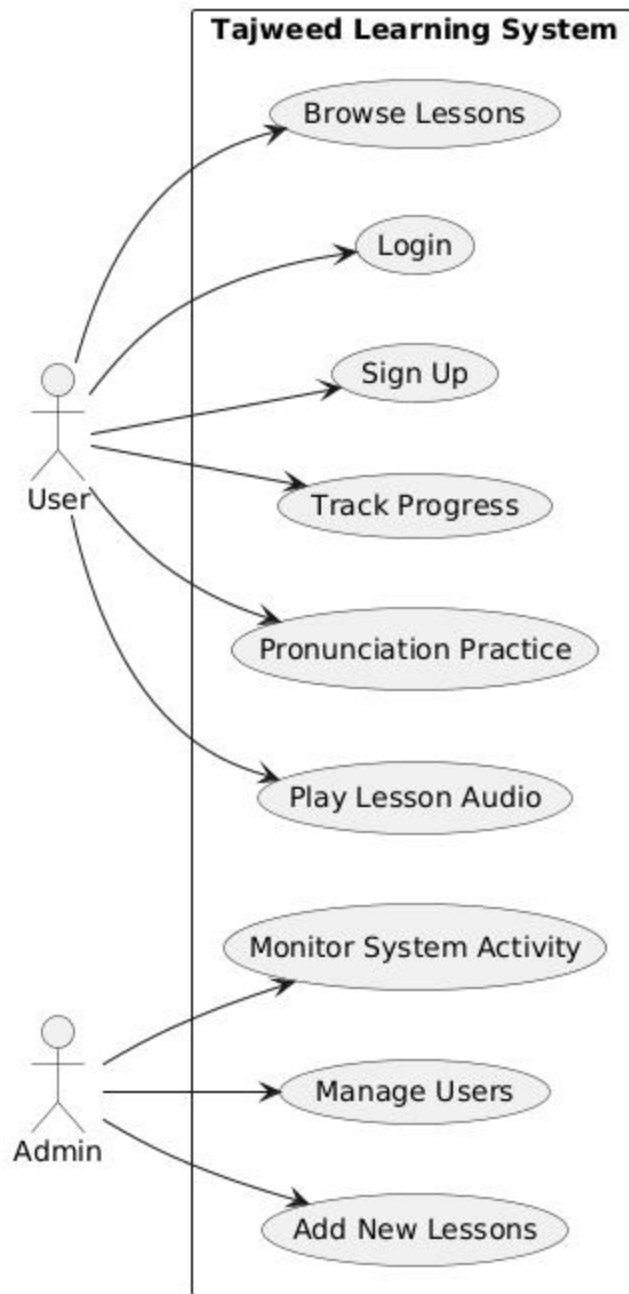 Tajweed Learning System
Browse Lessons
Login
Sign Up
Track Progress
User
Pronunciation Practice
Play Lesson Audio
Monitor System Activity
Manage Users
Admin
Add New Lessons